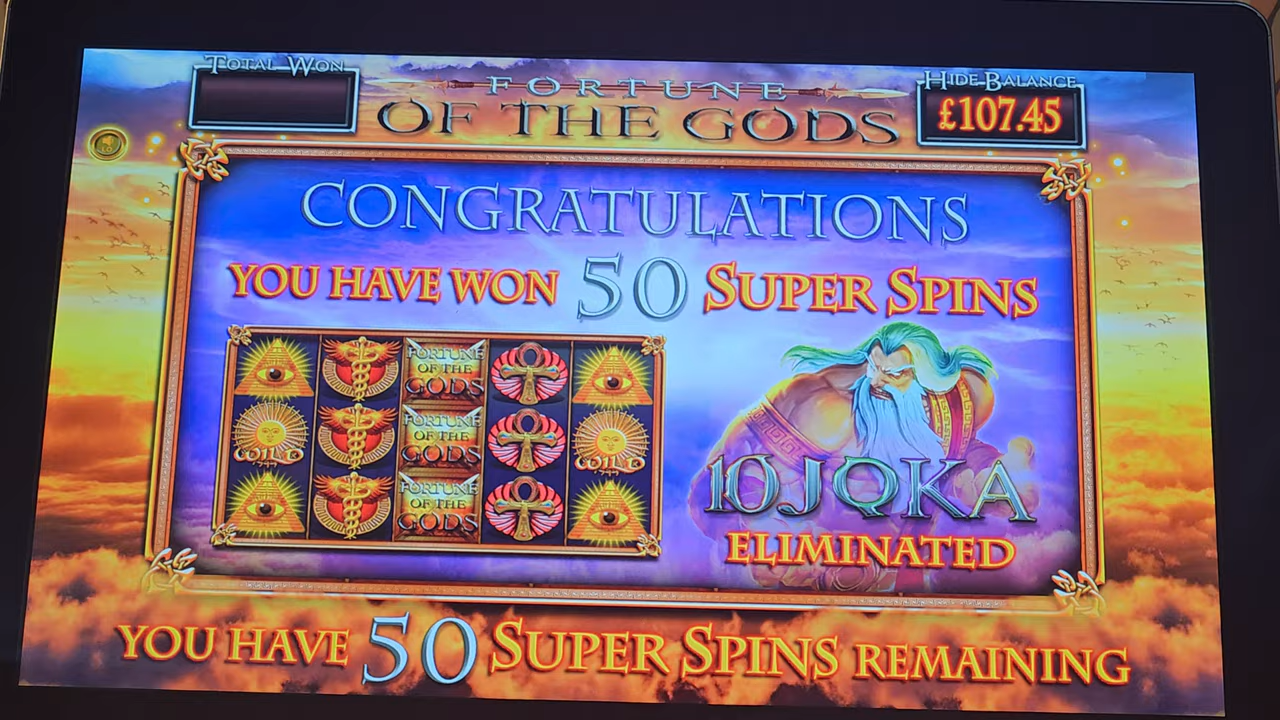 TOTAL WON
FORTUNE
OF THE GODS
HIDE BALANCE
£107.45
CONGRATULATIONS
YOU HAVE WON 50 SUPER SPINS
FORTUNE
OF THE
GODS
FORTUNE
OF THE
GODS
WILD
WILD
FORTUNE
OF THE
GODS
10 J Q K A
ELIMINATED
YOU HAVE 50 SUPER SPINS REMAINING